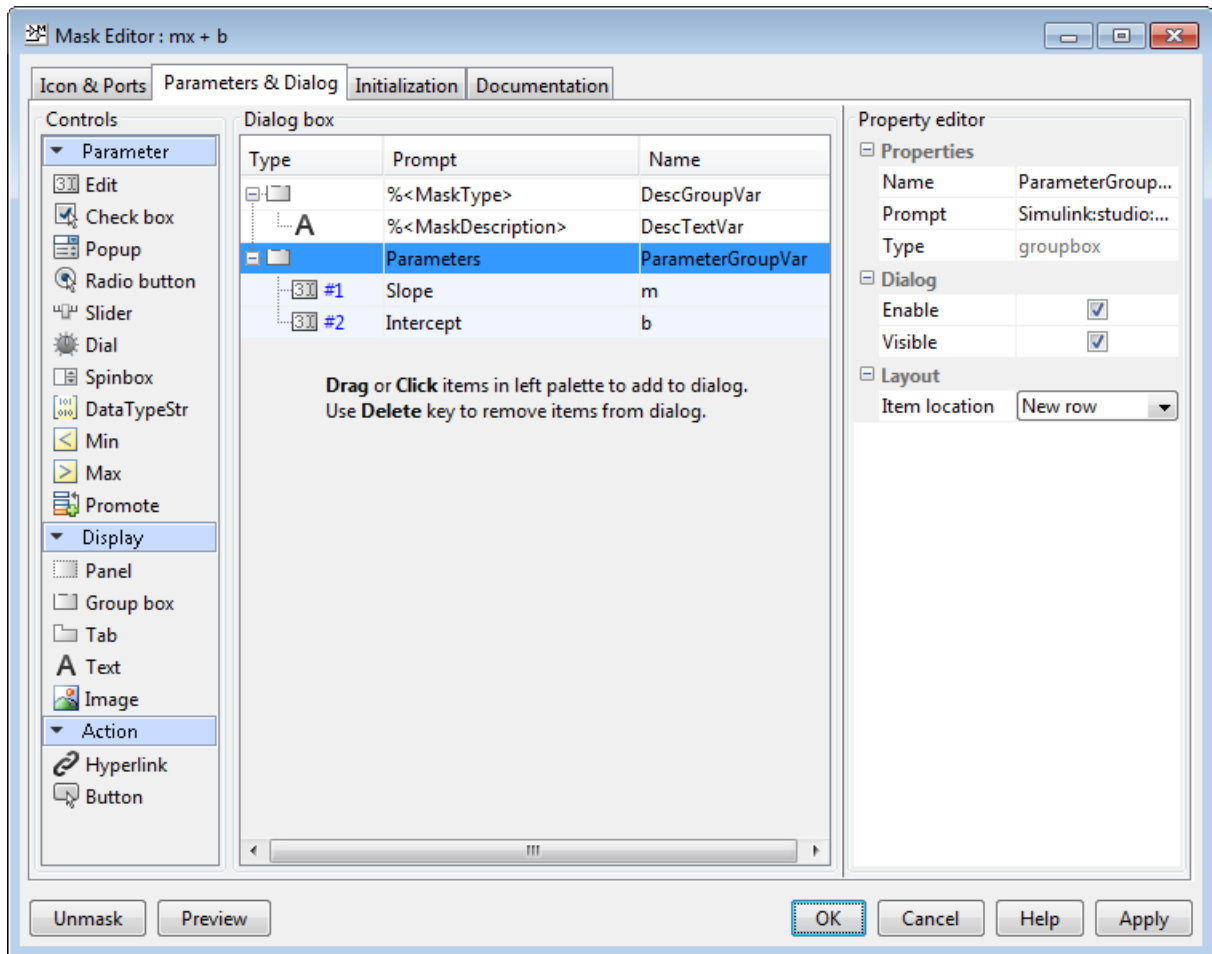 Mask Editor : mx + b
Icon & Ports Parameters & Dialog Initialization Documentation
Controls
Parameter
Edit
Check box
Popup
Radio button
Slider
Dial
Spinbox
DataTypeStr
Min
Max
Promote
Display
Panel
Group box
Tab
Text
Image
Action
Hyperlink
Button
Dialog box
Type Prompt Name
%<MaskType> DescGroupVar
A %<MaskDescription> DescTextVar
Parameters ParameterGroupVar
#1 Slope m
#2 Intercept b
Drag or Click items in left palette to add to dialog.
Use Delete key to remove items from dialog.
Property editor
Properties
Name ParameterGroup...
Prompt Simulink:studio:...
Type groupbox
Dialog
Enable
Visible
Layout
Item location New row
Unmask Preview OK Cancel Help Apply